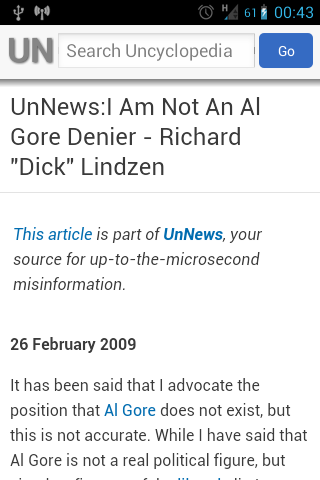 H 61 00:43
UN Search Uncyclopedia Go
UnNews:I Am Not An Al
Gore Denier - Richard
"Dick" Lindzen
This article is part of UnNews, your
source for up-to-the-microsecond
misinformation.
26 February 2009
It has been said that I advocate the
position that Al Gore does not exist, but
this is not accurate. While I have said that
Al Gore is not a real political figure, but